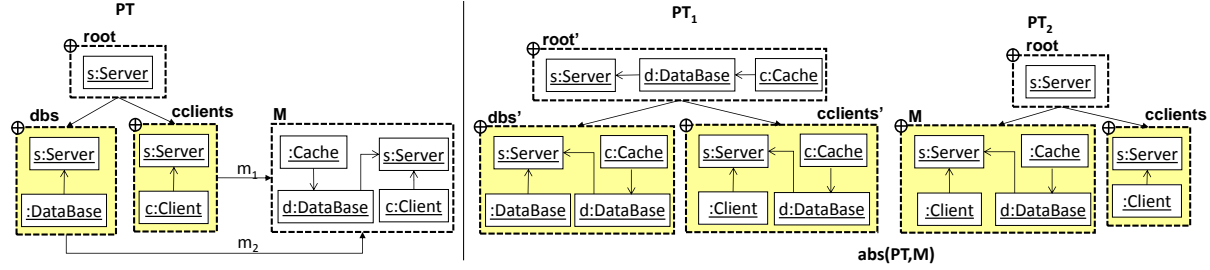 PT
⊕ root
s:Server
⊕ dbs
s:Server
:DataBase
⊕ cclients
s:Server
c:Client
m1
m2
M
:Cache
s:Server
d:DataBase
c:Client
PT1
⊕ root’
s:Server
d:DataBase
c:Cache
⊕ dbs’
s:Server
c:Cache
:DataBase
d:DataBase
⊕ cclients’
s:Server
c:Cache
:Client
d:DataBase
PT2
⊕ root
s:Server
⊕ M
s:Server
:Cache
:Client
d:DataBase
⊕ cclients
s:Server
:Client
abs(PT,M)